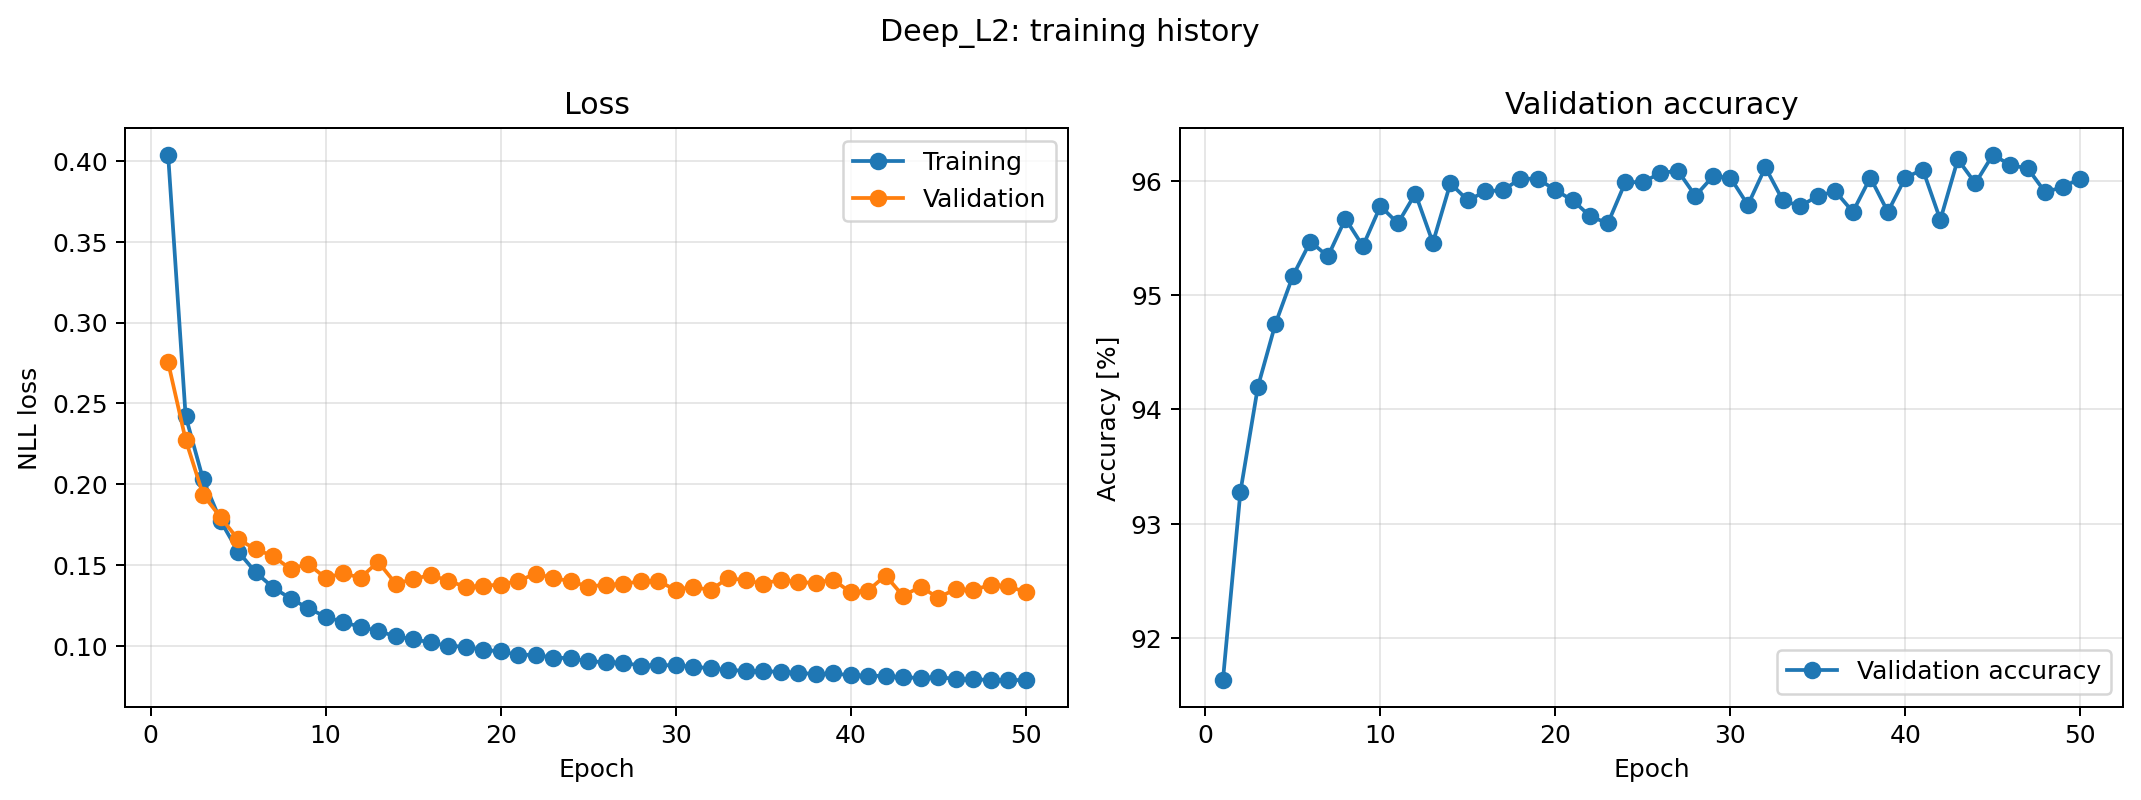 Deep_L2: training history
Loss
NLL loss
0.40
0.35
0.30
0.25
0.20
0.15
0.10
Training
Validation
0 10 20 30 40 50
Epoch
Validation accuracy
Accuracy [%]
96
95
94
93
92
Validation accuracy
0 10 20 30 40 50
Epoch